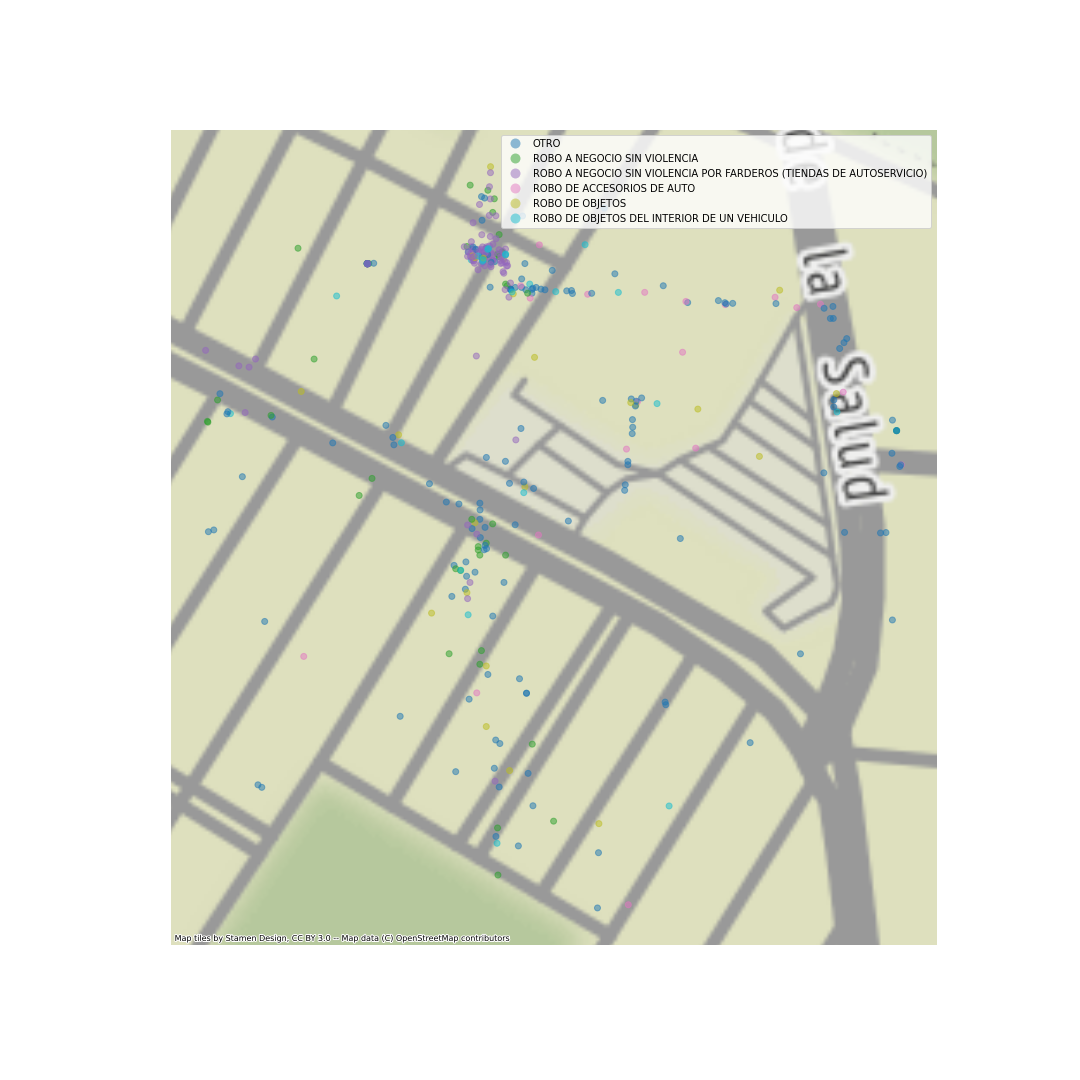 OTRO
ROBO A NEGOCIO SIN VIOLENCIA
ROBO A NEGOCIO SIN VIOLENCIA POR FARDEROS (TIENDAS DE AUTOSERVICIO)
ROBO DE ACCESORIOS DE AUTO
ROBO DE OBJETOS
ROBO DE OBJETOS DEL INTERIOR DE UN VEHICULO
de la Salud
Map tiles by Stamen Design, CC BY 3.0 -- Map data (C) OpenStreetMap contributors